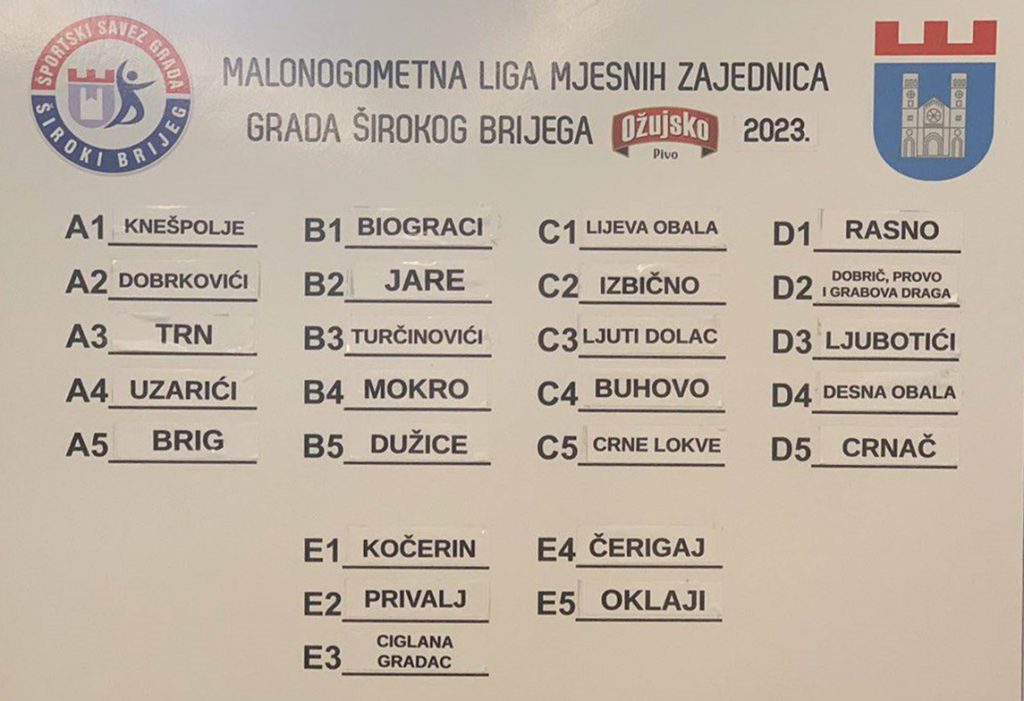 ŠPORTSKI SAVEZ GRADA
ŠIROKI BRIJEG
MALONOGOMETNA LIGA MJESNIH ZAJEDNICA
GRADA ŠIROKOG BRIJEGA Ožujsko Pivo 2023.
A1 KNEŠPOLJE
A2 DOBRKOVIĆI
A3 TRN
A4 UZARIĆI
A5 BRIG
B1 BIOGRACI
B2 JARE
B3 TURČINOVIĆI
B4 MOKRO
B5 DUŽICE
C1 LIJEVA OBALA
C2 IZBIČNO
C3 LJUTI DOLAC
C4 BUHOVO
C5 CRNE LOKVE
D1 RASNO
D2 DOBRIČ, PROVO
I GRABOVA DRAGA
D3 LJUBOTIĆI
D4 DESNA OBALA
D5 CRNAČ
E1 KOČERIN
E2 PRIVALJ
E3 CIGLANA
GRADAC
E4 ČERIGAJ
E5 OKLAJI